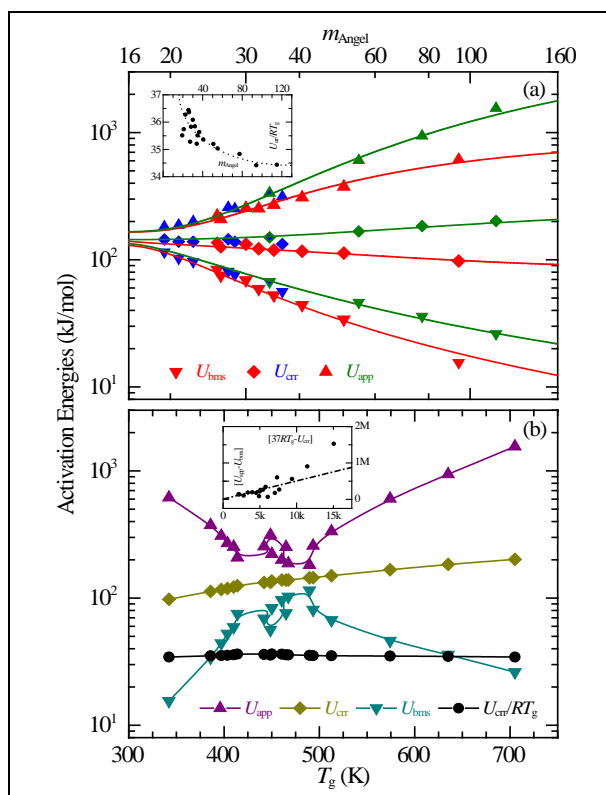 m_Angel
16 20 30 40 60 80 100 160
(a)
40 80 120
37
36
35
34
m_Angel
U_crr/RT_g
10^3
10^2
10^1
U_bms U_crr U_app
Activation Energies (kJ/mol)
(b)
[37RT_g-U_crr]
[U_app-U_bms]
2M
1M
0
0 5k 10k 15k
10^3
10^2
10^1
U_app U_crr U_bms U_crr/RT_g
300 400 500 600 700
T_g (K)